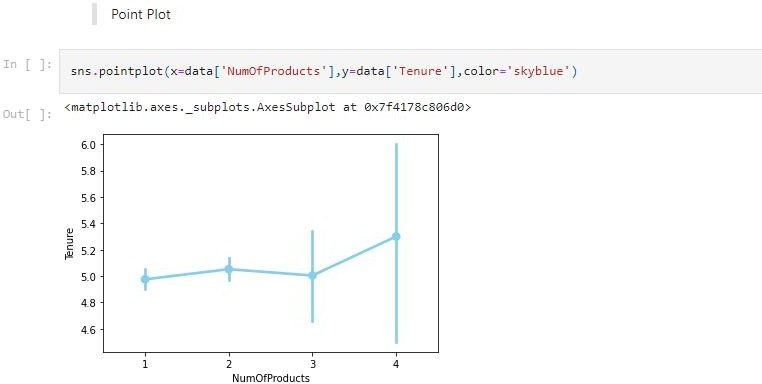 Point Plot
In [ ]:
sns.pointplot(x=data['NumOfProducts'],y=data['Tenure'],color='skyblue')
Out[ ]:
<matplotlib.axes._subplots.AxesSubplot at 0x7f4178c806d0>
6.0
5.8
5.6
5.4
5.2
5.0
4.8
4.6
Tenure
1 2 3 4
NumOfProducts